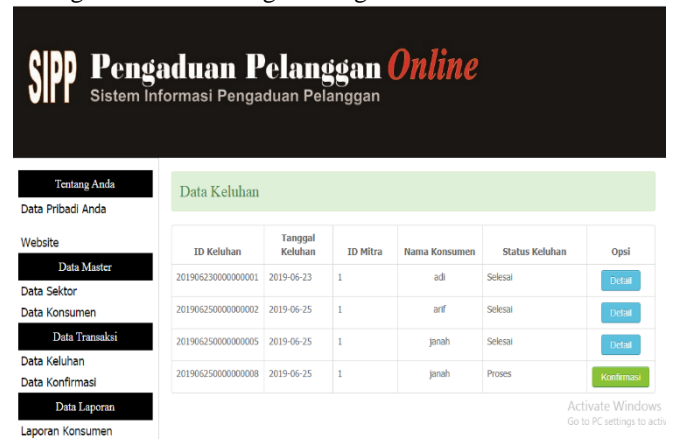 SIPP Pengaduan Pelanggan Online
Sistem Informasi Pengaduan Pelanggan
Tentang Anda
Data Pribadi Anda
Website
Data Master
Data Sektor
Data Konsumen
Data Transaksi
Data Keluhan
Data Konfirmasi
Data Laporan
Laporan Konsumen
Data Keluhan
ID Keluhan Tanggal Keluhan ID Mitra Nama Konsumen Status Keluhan Opsi
201906230000000001 2019-06-23 1 adi Selesai Detail
201906250000000002 2019-06-25 1 arif Selesai Detail
201906250000000005 2019-06-25 1 janah Selesai Detail
201906250000000008 2019-06-25 1 janah Proses Konfirmasi
Activate Windows
Go to PC settings to activ